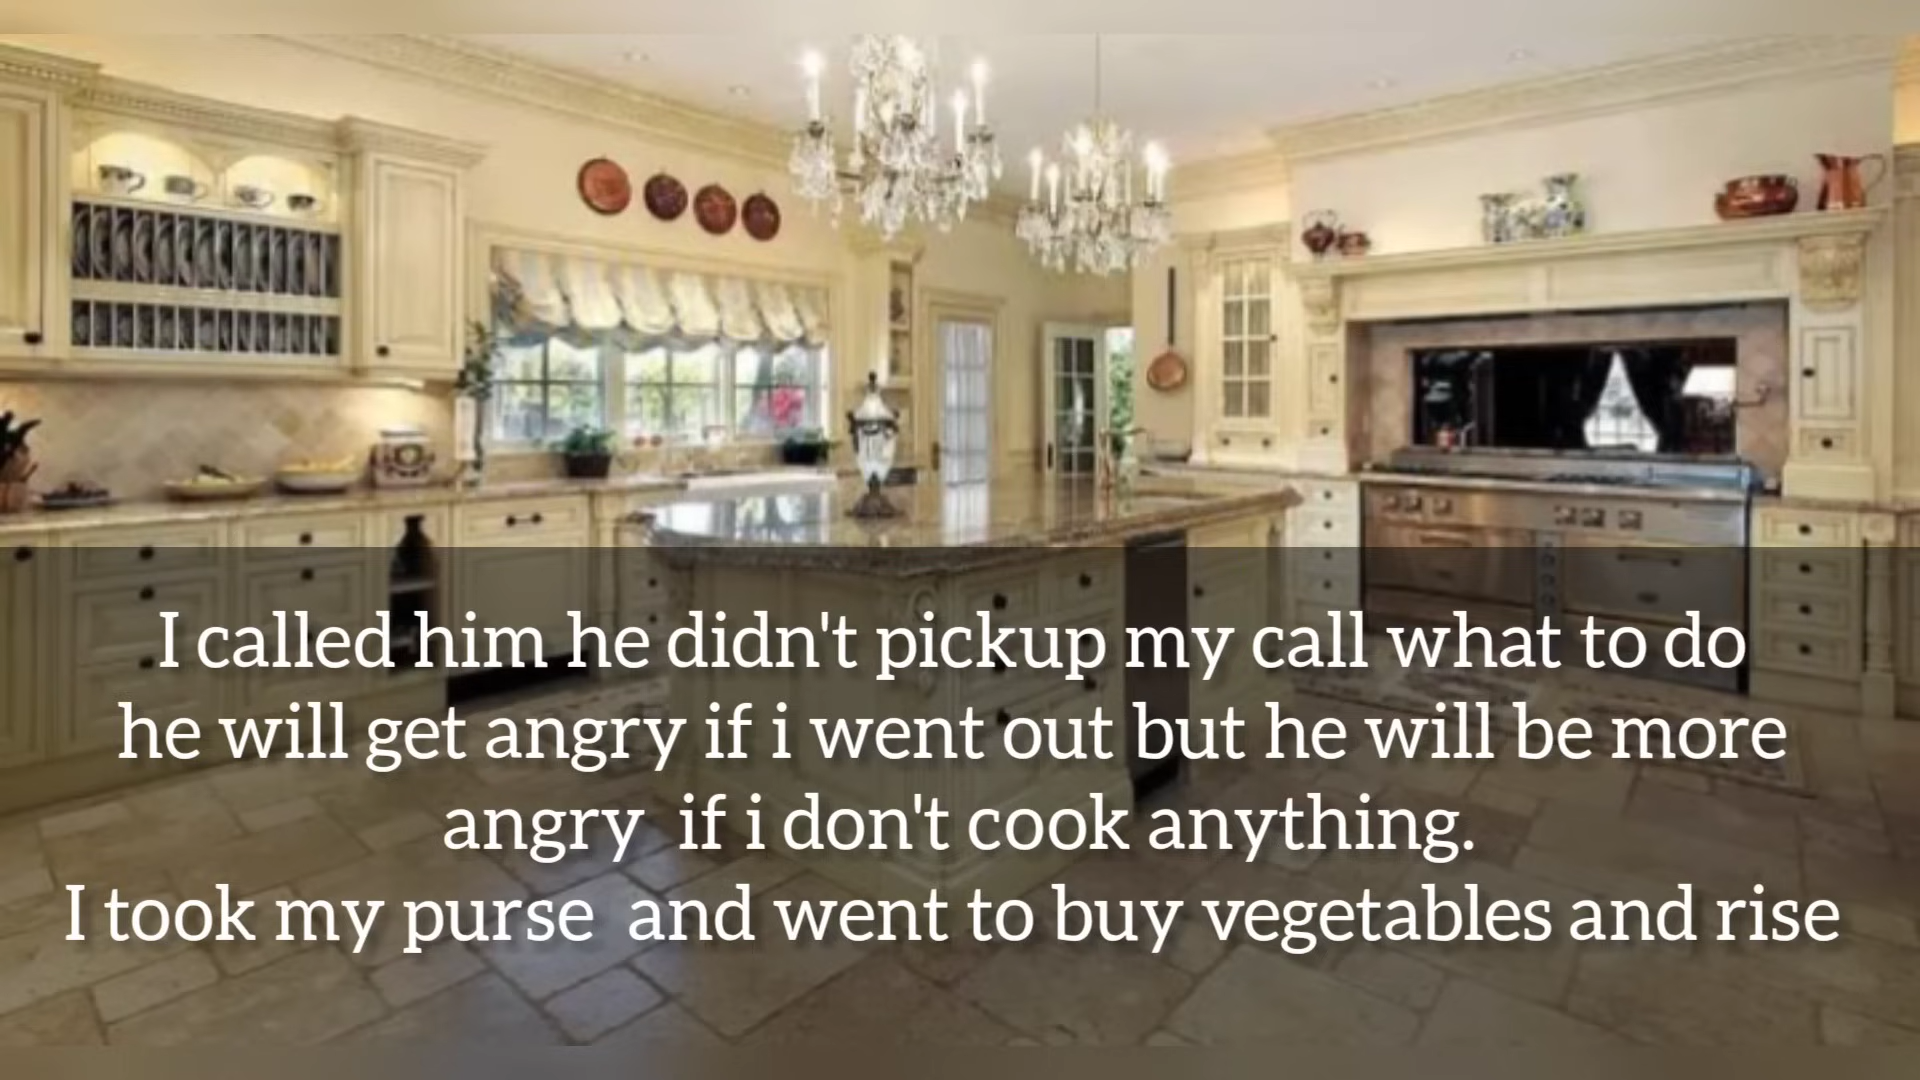 I called him he didn't pickup my call what to do
he will get angry if i went out but he will be more
angry  if i don't cook anything.
I took my purse  and went to buy vegetables and rise